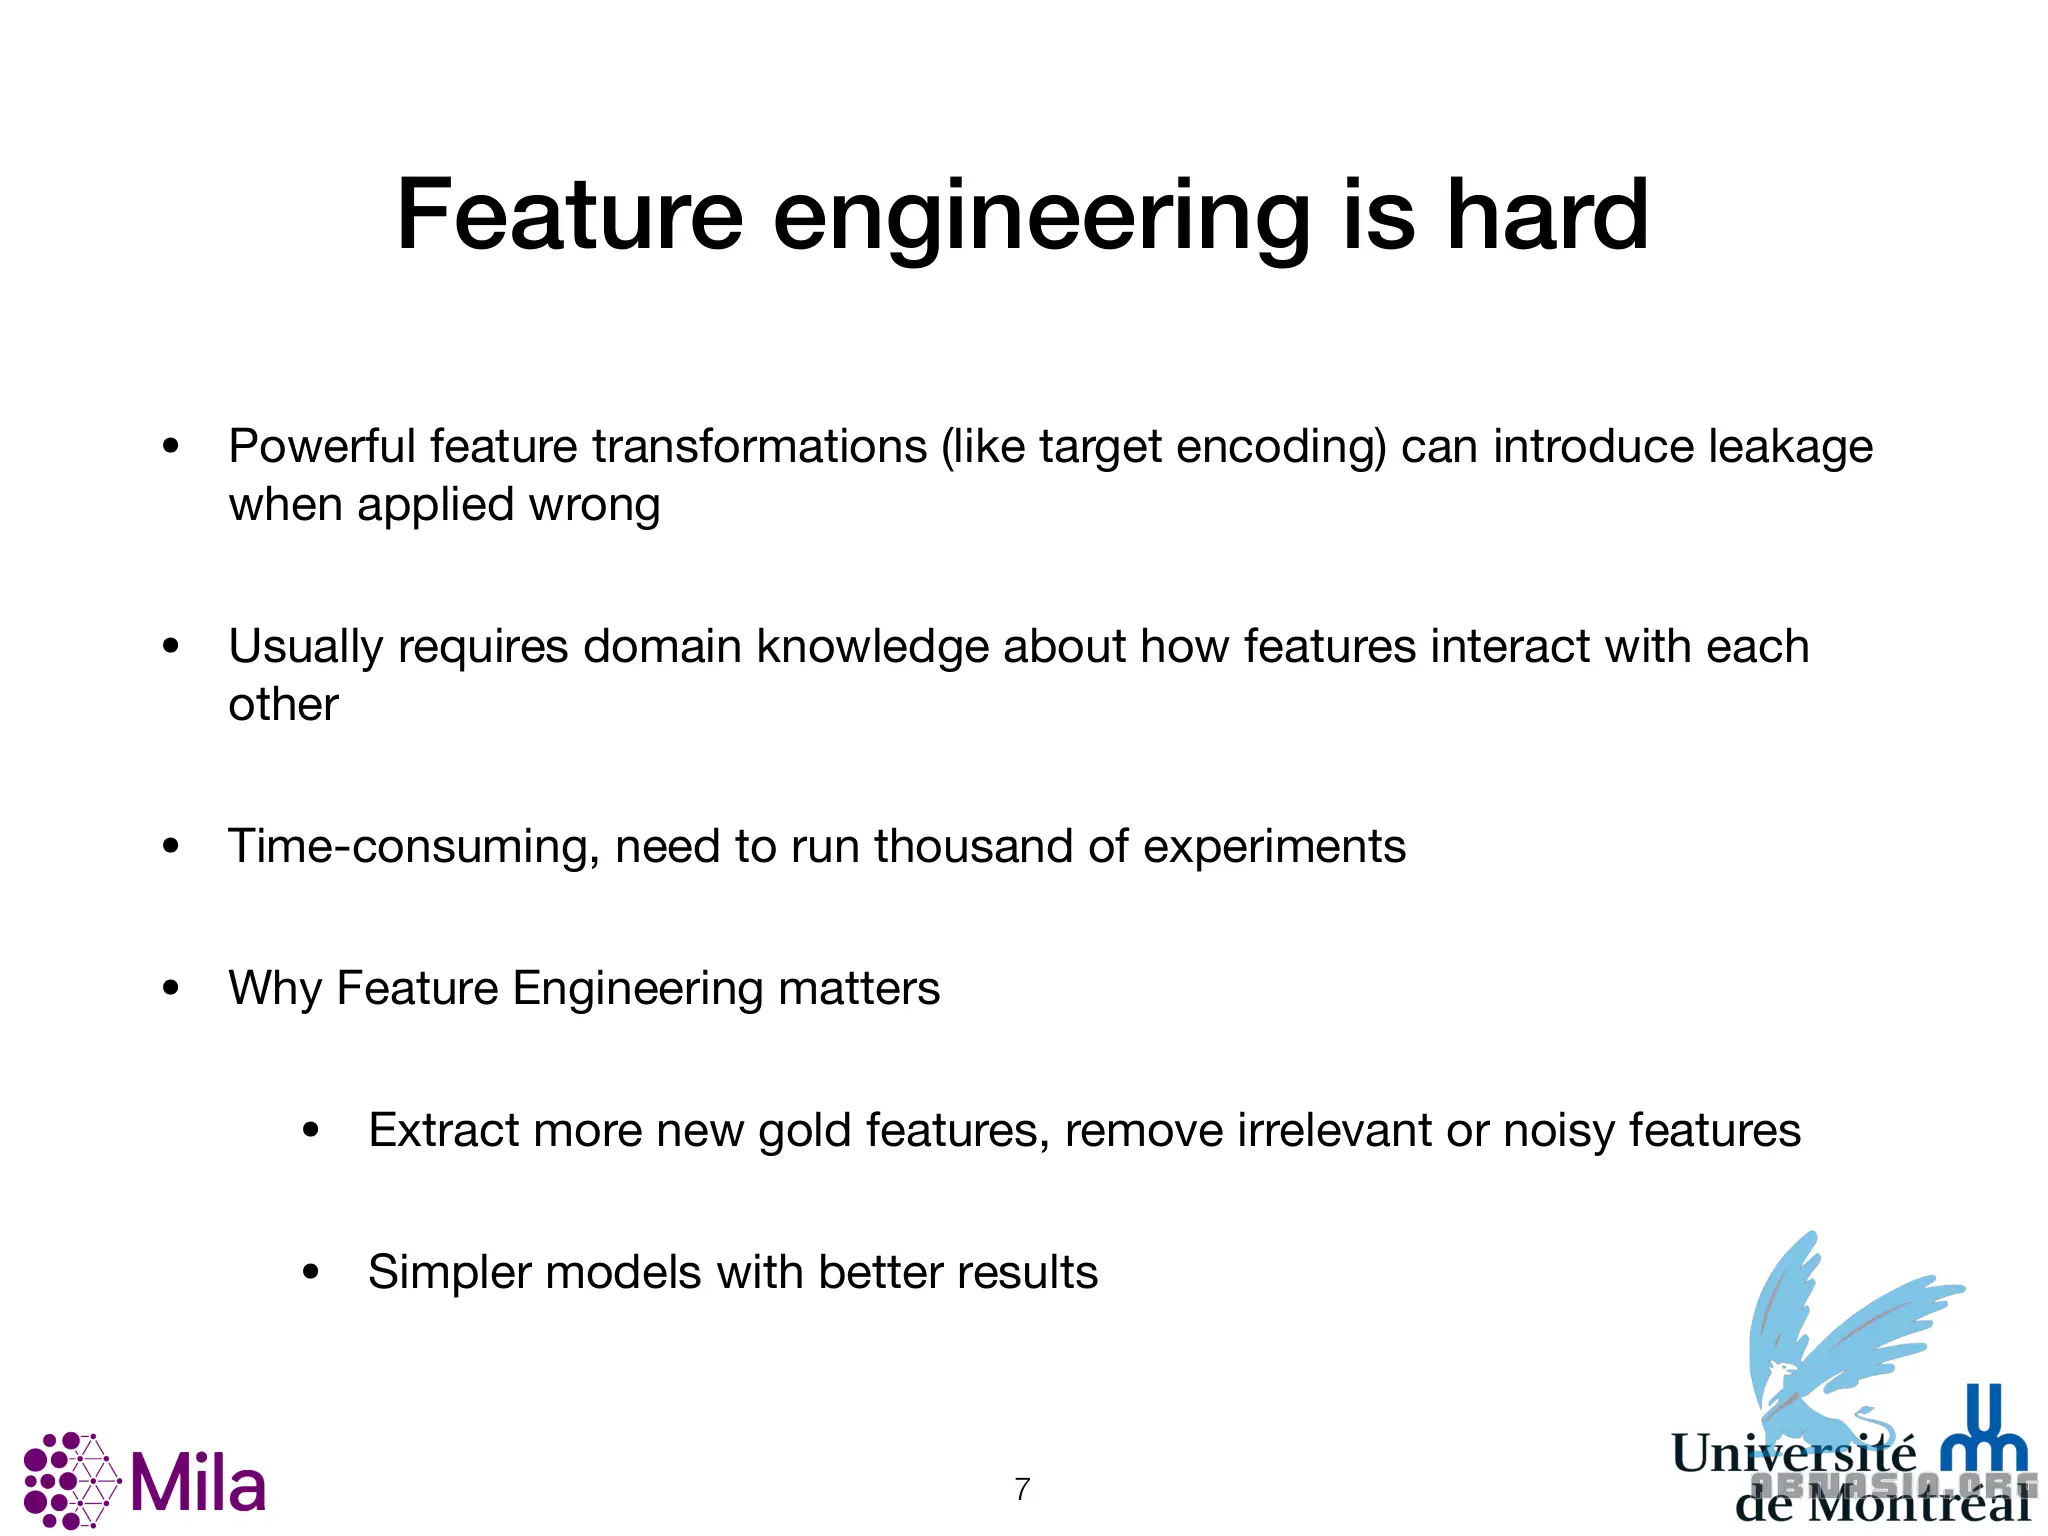 Feature engineering is hard
• Powerful feature transformations (like target encoding) can introduce leakage
when applied wrong
• Usually requires domain knowledge about how features interact with each
other
• Time-consuming, need to run thousand of experiments
• Why Feature Engineering matters
• Extract more new gold features, remove irrelevant or noisy features
• Simpler models with better results
Mila
7
Université
de Montréal
ABNASIA.ORG